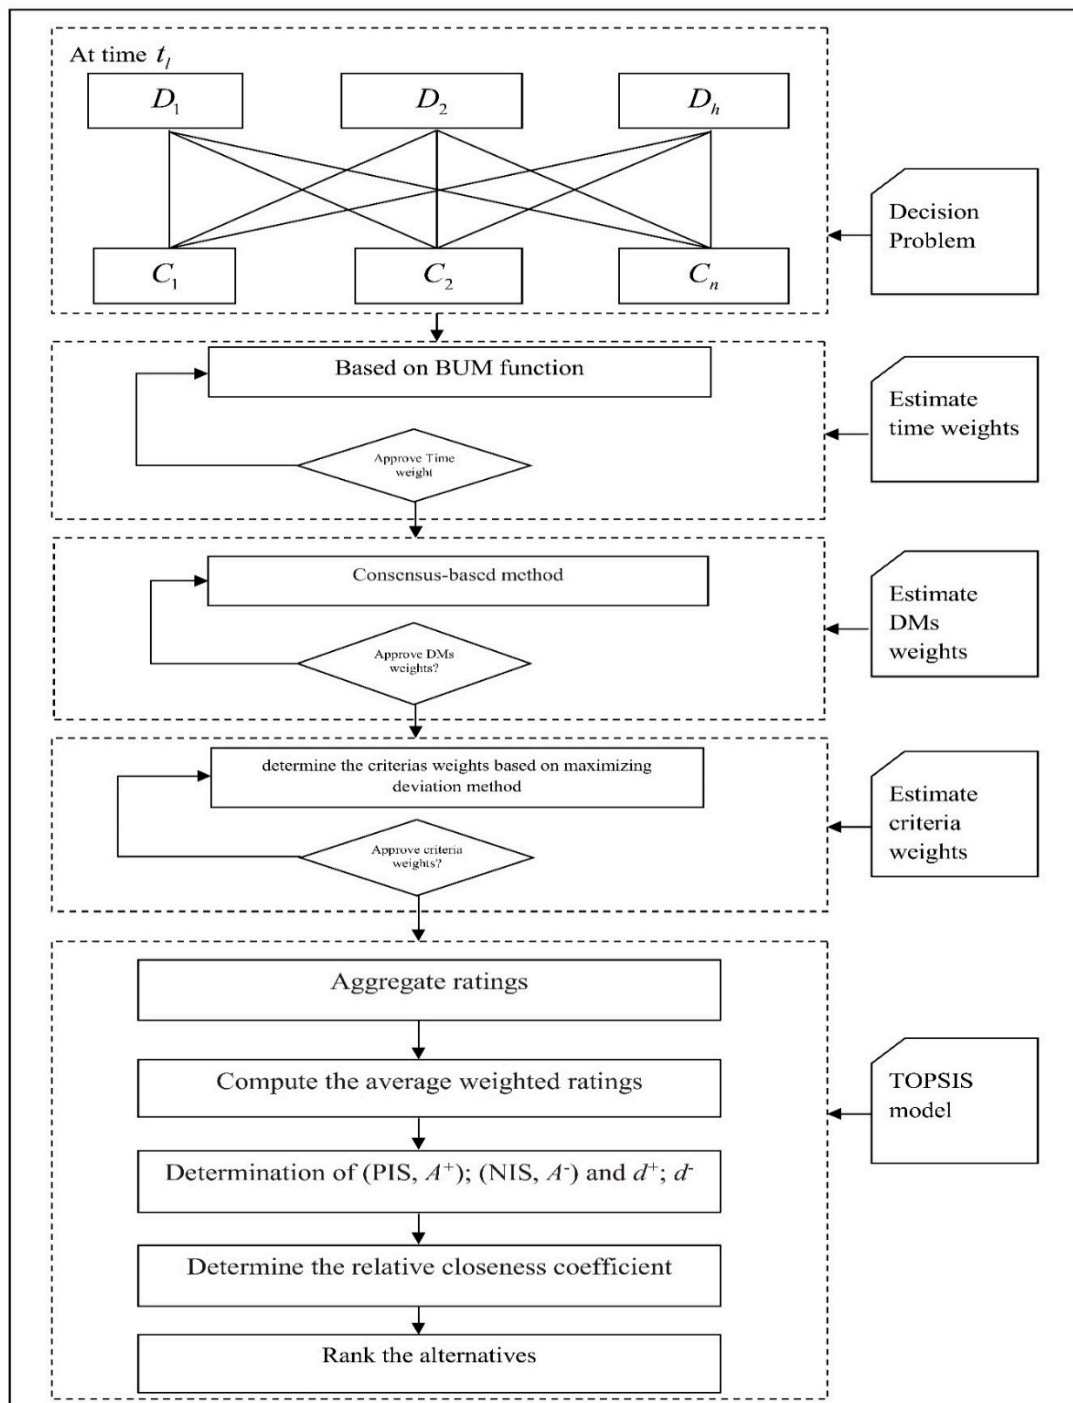 At time t_l
D_1
D_2
D_h
C_1
C_2
C_n
Decision
Problem
Based on BUM function
Approve Time
weight
Estimate
time weights
Consensus-based method
Approve DMs
weights?
Estimate
DMs
weights
determine the criterias weights based on maximizing
deviation method
Approve criteria
weights?
Estimate
criteria
weights
Aggregate ratings
Compute the average weighted ratings
Determination of (PIS, A⁺); (NIS, A⁻) and d⁺; d⁻
Determine the relative closeness coefficient
Rank the alternatives
TOPSIS
model